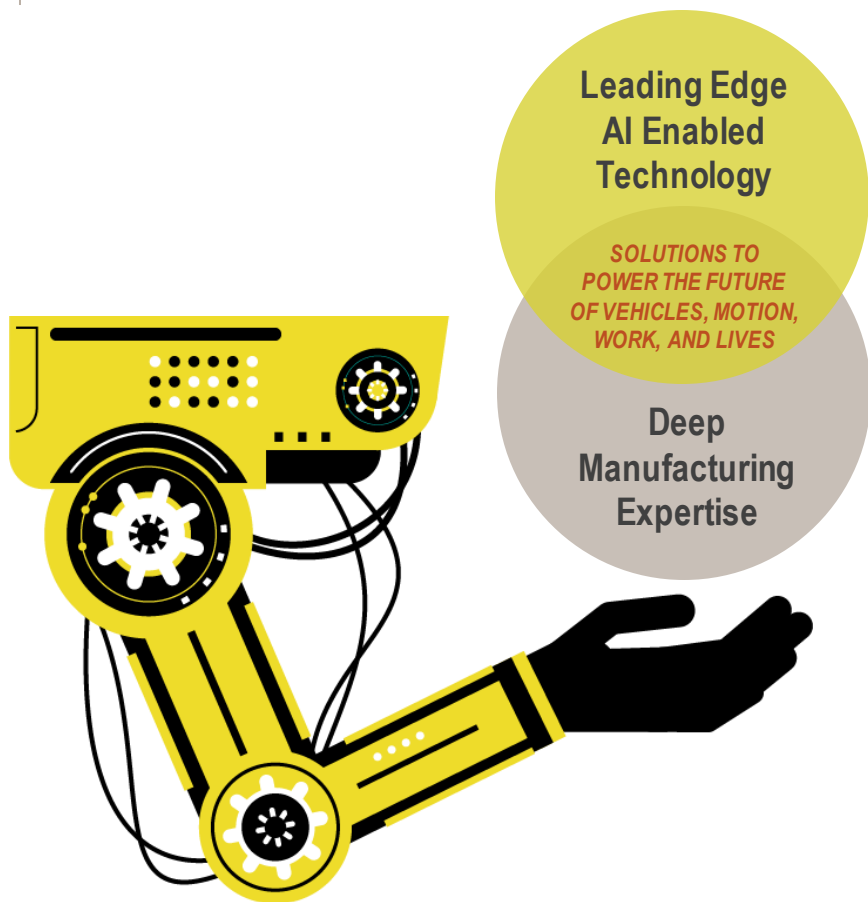 Leading Edge
AI Enabled
Technology
SOLUTIONS TO
POWER THE FUTURE
OF VEHICLES, MOTION,
WORK, AND LIVES
Deep
Manufacturing
Expertise